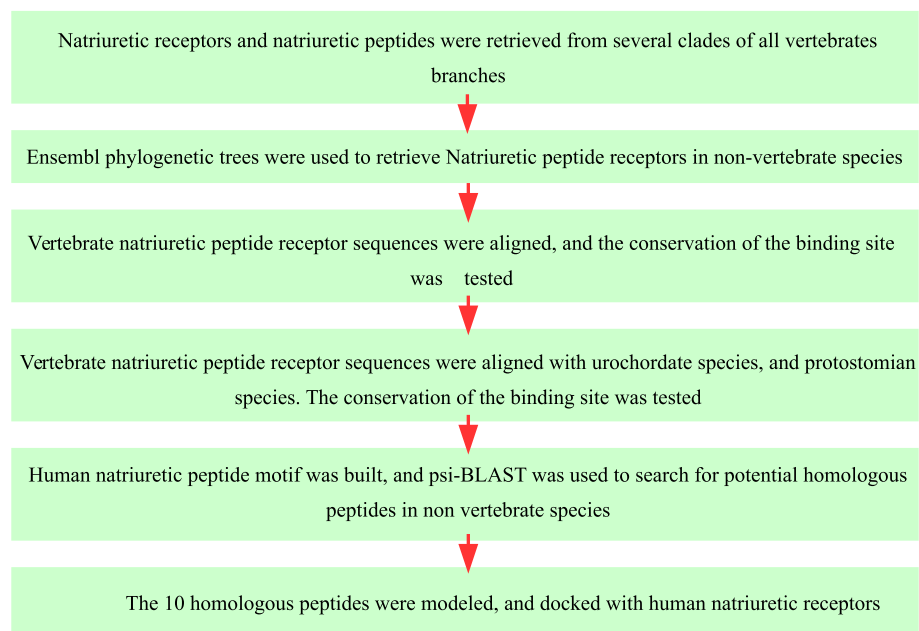 Natriuretic receptors and natriuretic peptides were retrieved from several clades of all vertebrates
branches
Ensembl phylogenetic trees were used to retrieve Natriuretic peptide receptors in non-vertebrate species
Vertebrate natriuretic peptide receptor sequences were aligned, and the conservation of the binding site
was tested
Vertebrate natriuretic peptide receptor sequences were aligned with urochordate species, and protostomian
species. The conservation of the binding site was tested
Human natriuretic peptide motif was built, and psi-BLAST was used to search for potential homologous
peptides in non vertebrate species
The 10 homologous peptides were modeled, and docked with human natriuretic receptors